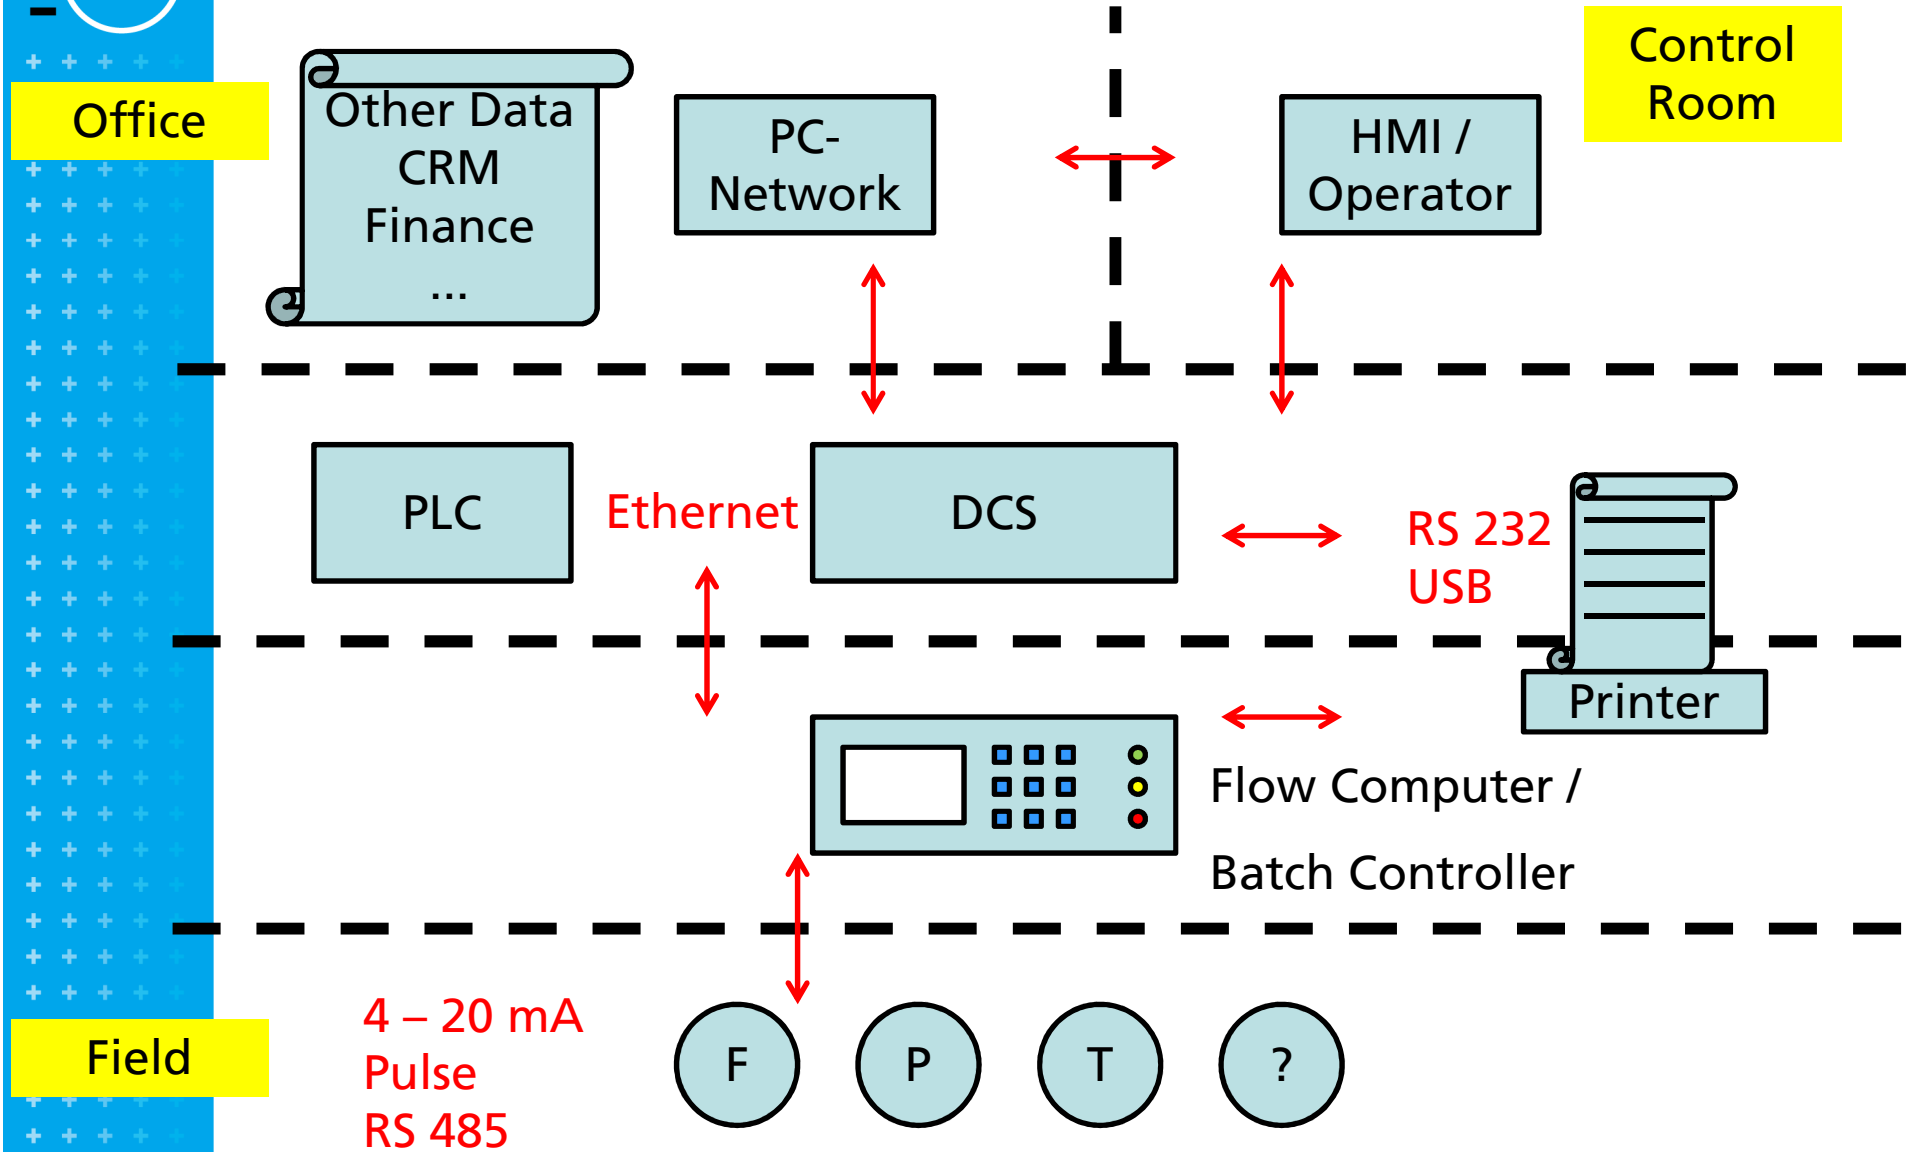 Office
Other Data
CRM
Finance
...
PC-
Network
HMI /
Operator
Control
Room
PLC
Ethernet
DCS
RS 232
USB
Printer
Flow Computer /
Batch Controller
Field
4 – 20 mA
Pulse
RS 485
F
P
T
?